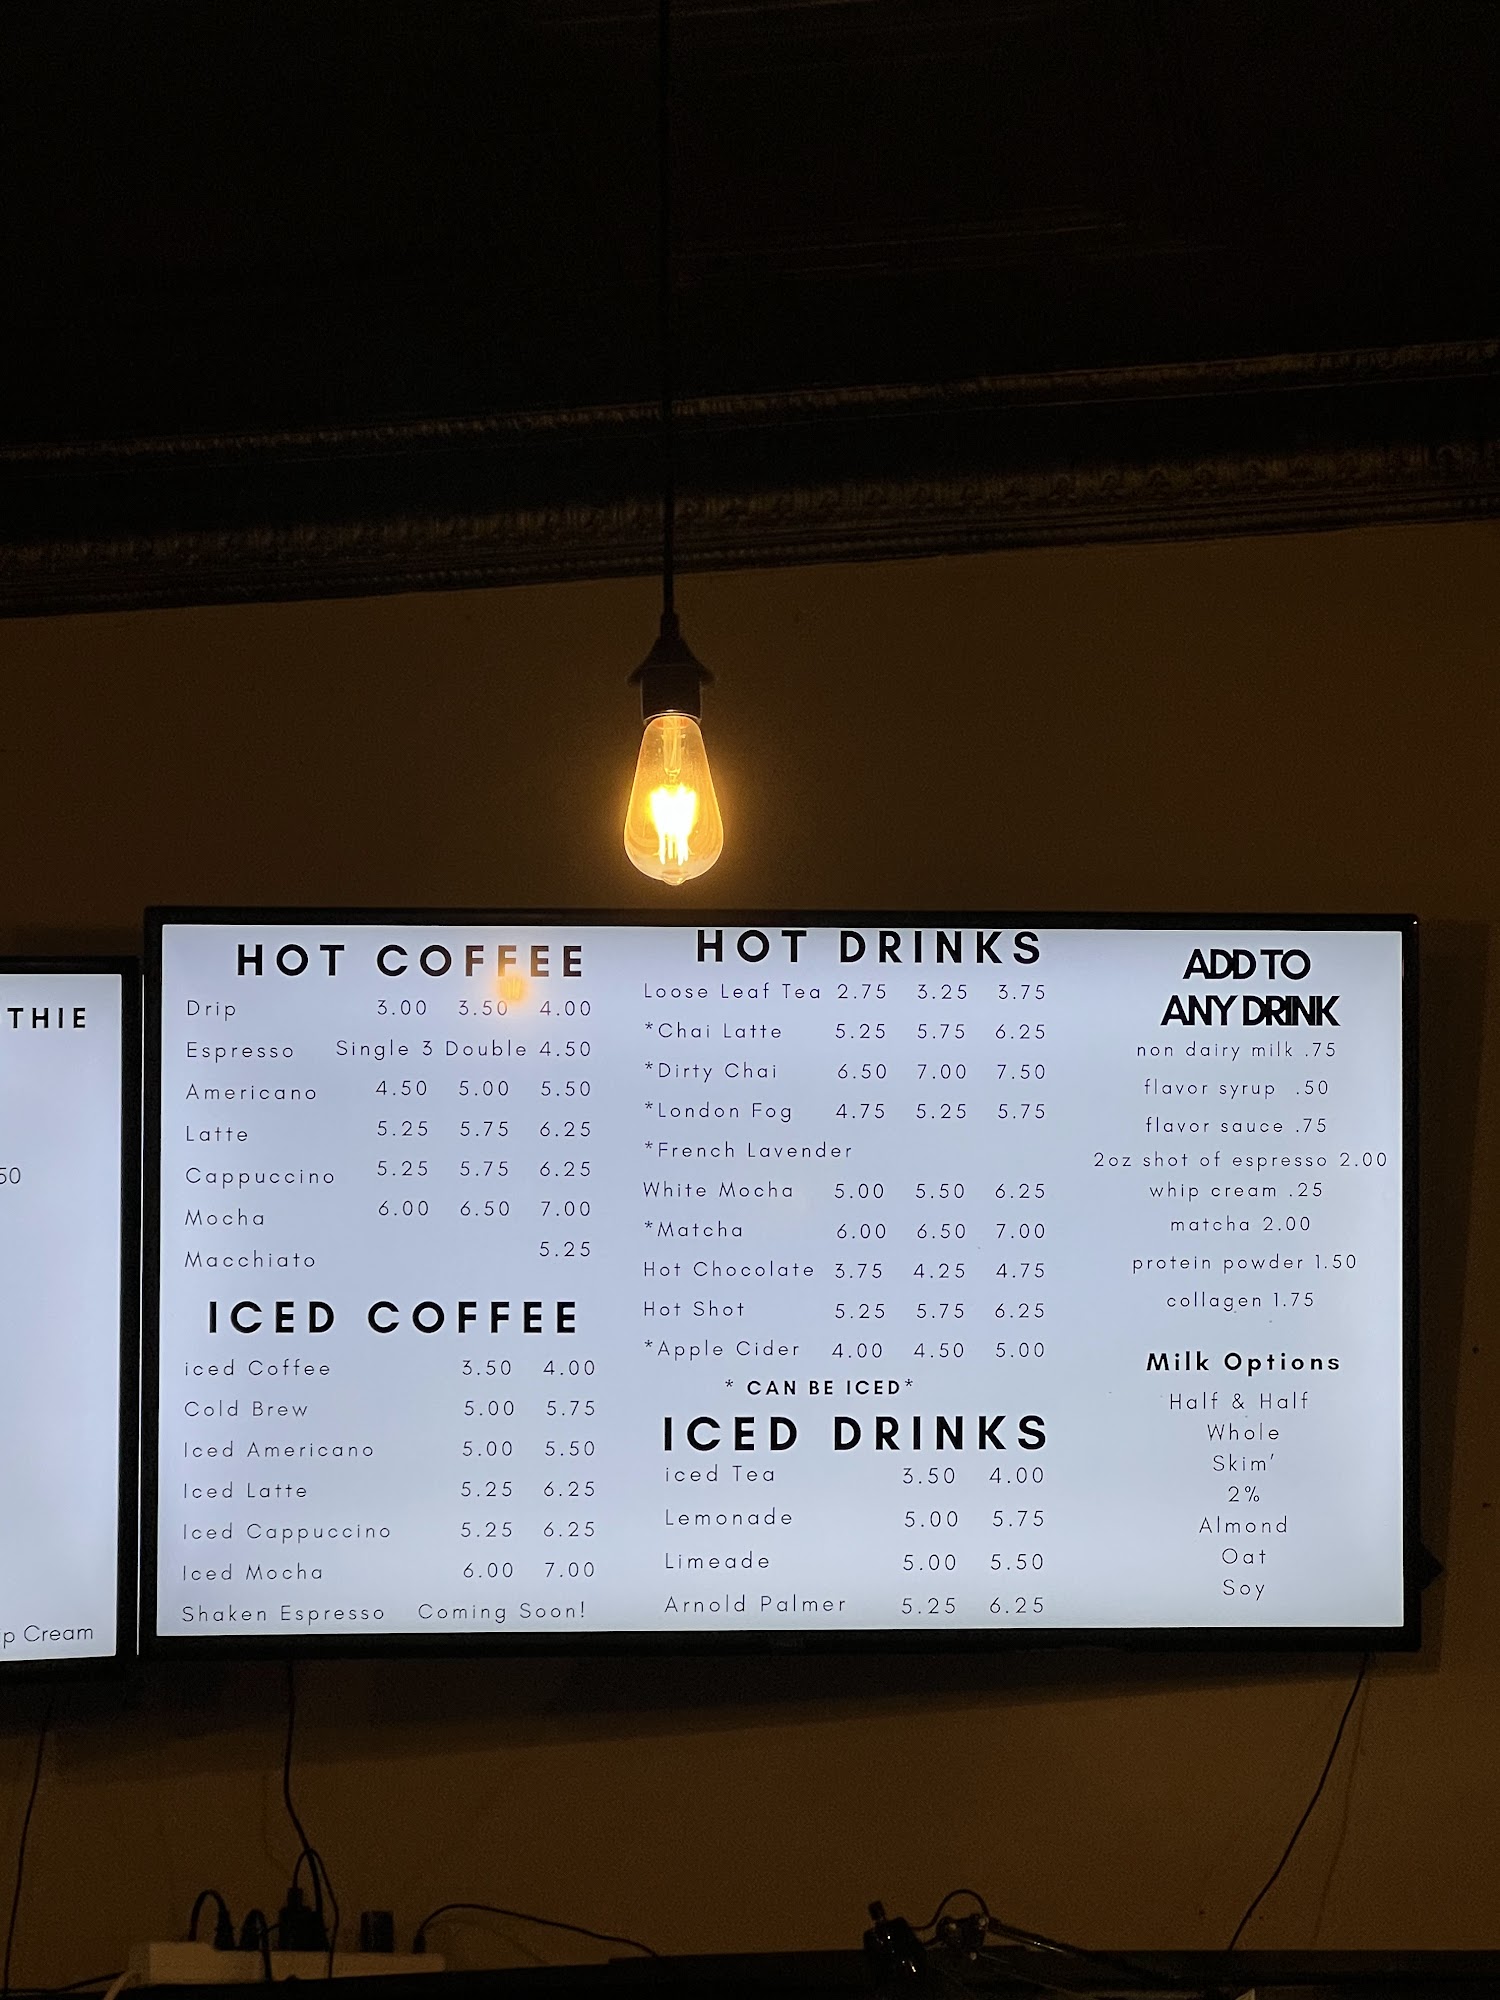 THIE
50
p Cream
HOT COFFEE
Drip 3.00 3.50 4.00
Espresso Single 3 Double 4.50
Americano 4.50 5.00 5.50
Latte 5.25 5.75 6.25
Cappuccino 5.25 5.75 6.25
Mocha 6.00 6.50 7.00
Macchiato 5.25
ICED COFFEE
iced Coffee 3.50 4.00
Cold Brew 5.00 5.75
Iced Americano 5.00 5.50
Iced Latte 5.25 6.25
Iced Cappuccino 5.25 6.25
Iced Mocha 6.00 7.00
Shaken Espresso Coming Soon!
HOT DRINKS
Loose Leaf Tea 2.75 3.25 3.75
*Chai Latte 5.25 5.75 6.25
*Dirty Chai 6.50 7.00 7.50
*London Fog 4.75 5.25 5.75
*French Lavender
White Mocha 5.00 5.50 6.25
*Matcha 6.00 6.50 7.00
Hot Chocolate 3.75 4.25 4.75
Hot Shot 5.25 5.75 6.25
*Apple Cider 4.00 4.50 5.00
* CAN BE ICED*
ICED DRINKS
iced Tea 3.50 4.00
Lemonade 5.00 5.75
Limeade 5.00 5.50
Arnold Palmer 5.25 6.25
ADD TO
ANY DRINK
non dairy milk .75
flavor syrup .50
flavor sauce .75
2oz shot of espresso 2.00
whip cream .25
matcha 2.00
protein powder 1.50
collagen 1.75
Milk Options
Half & Half
Whole
Skim'
2%
Almond
Oat
Soy